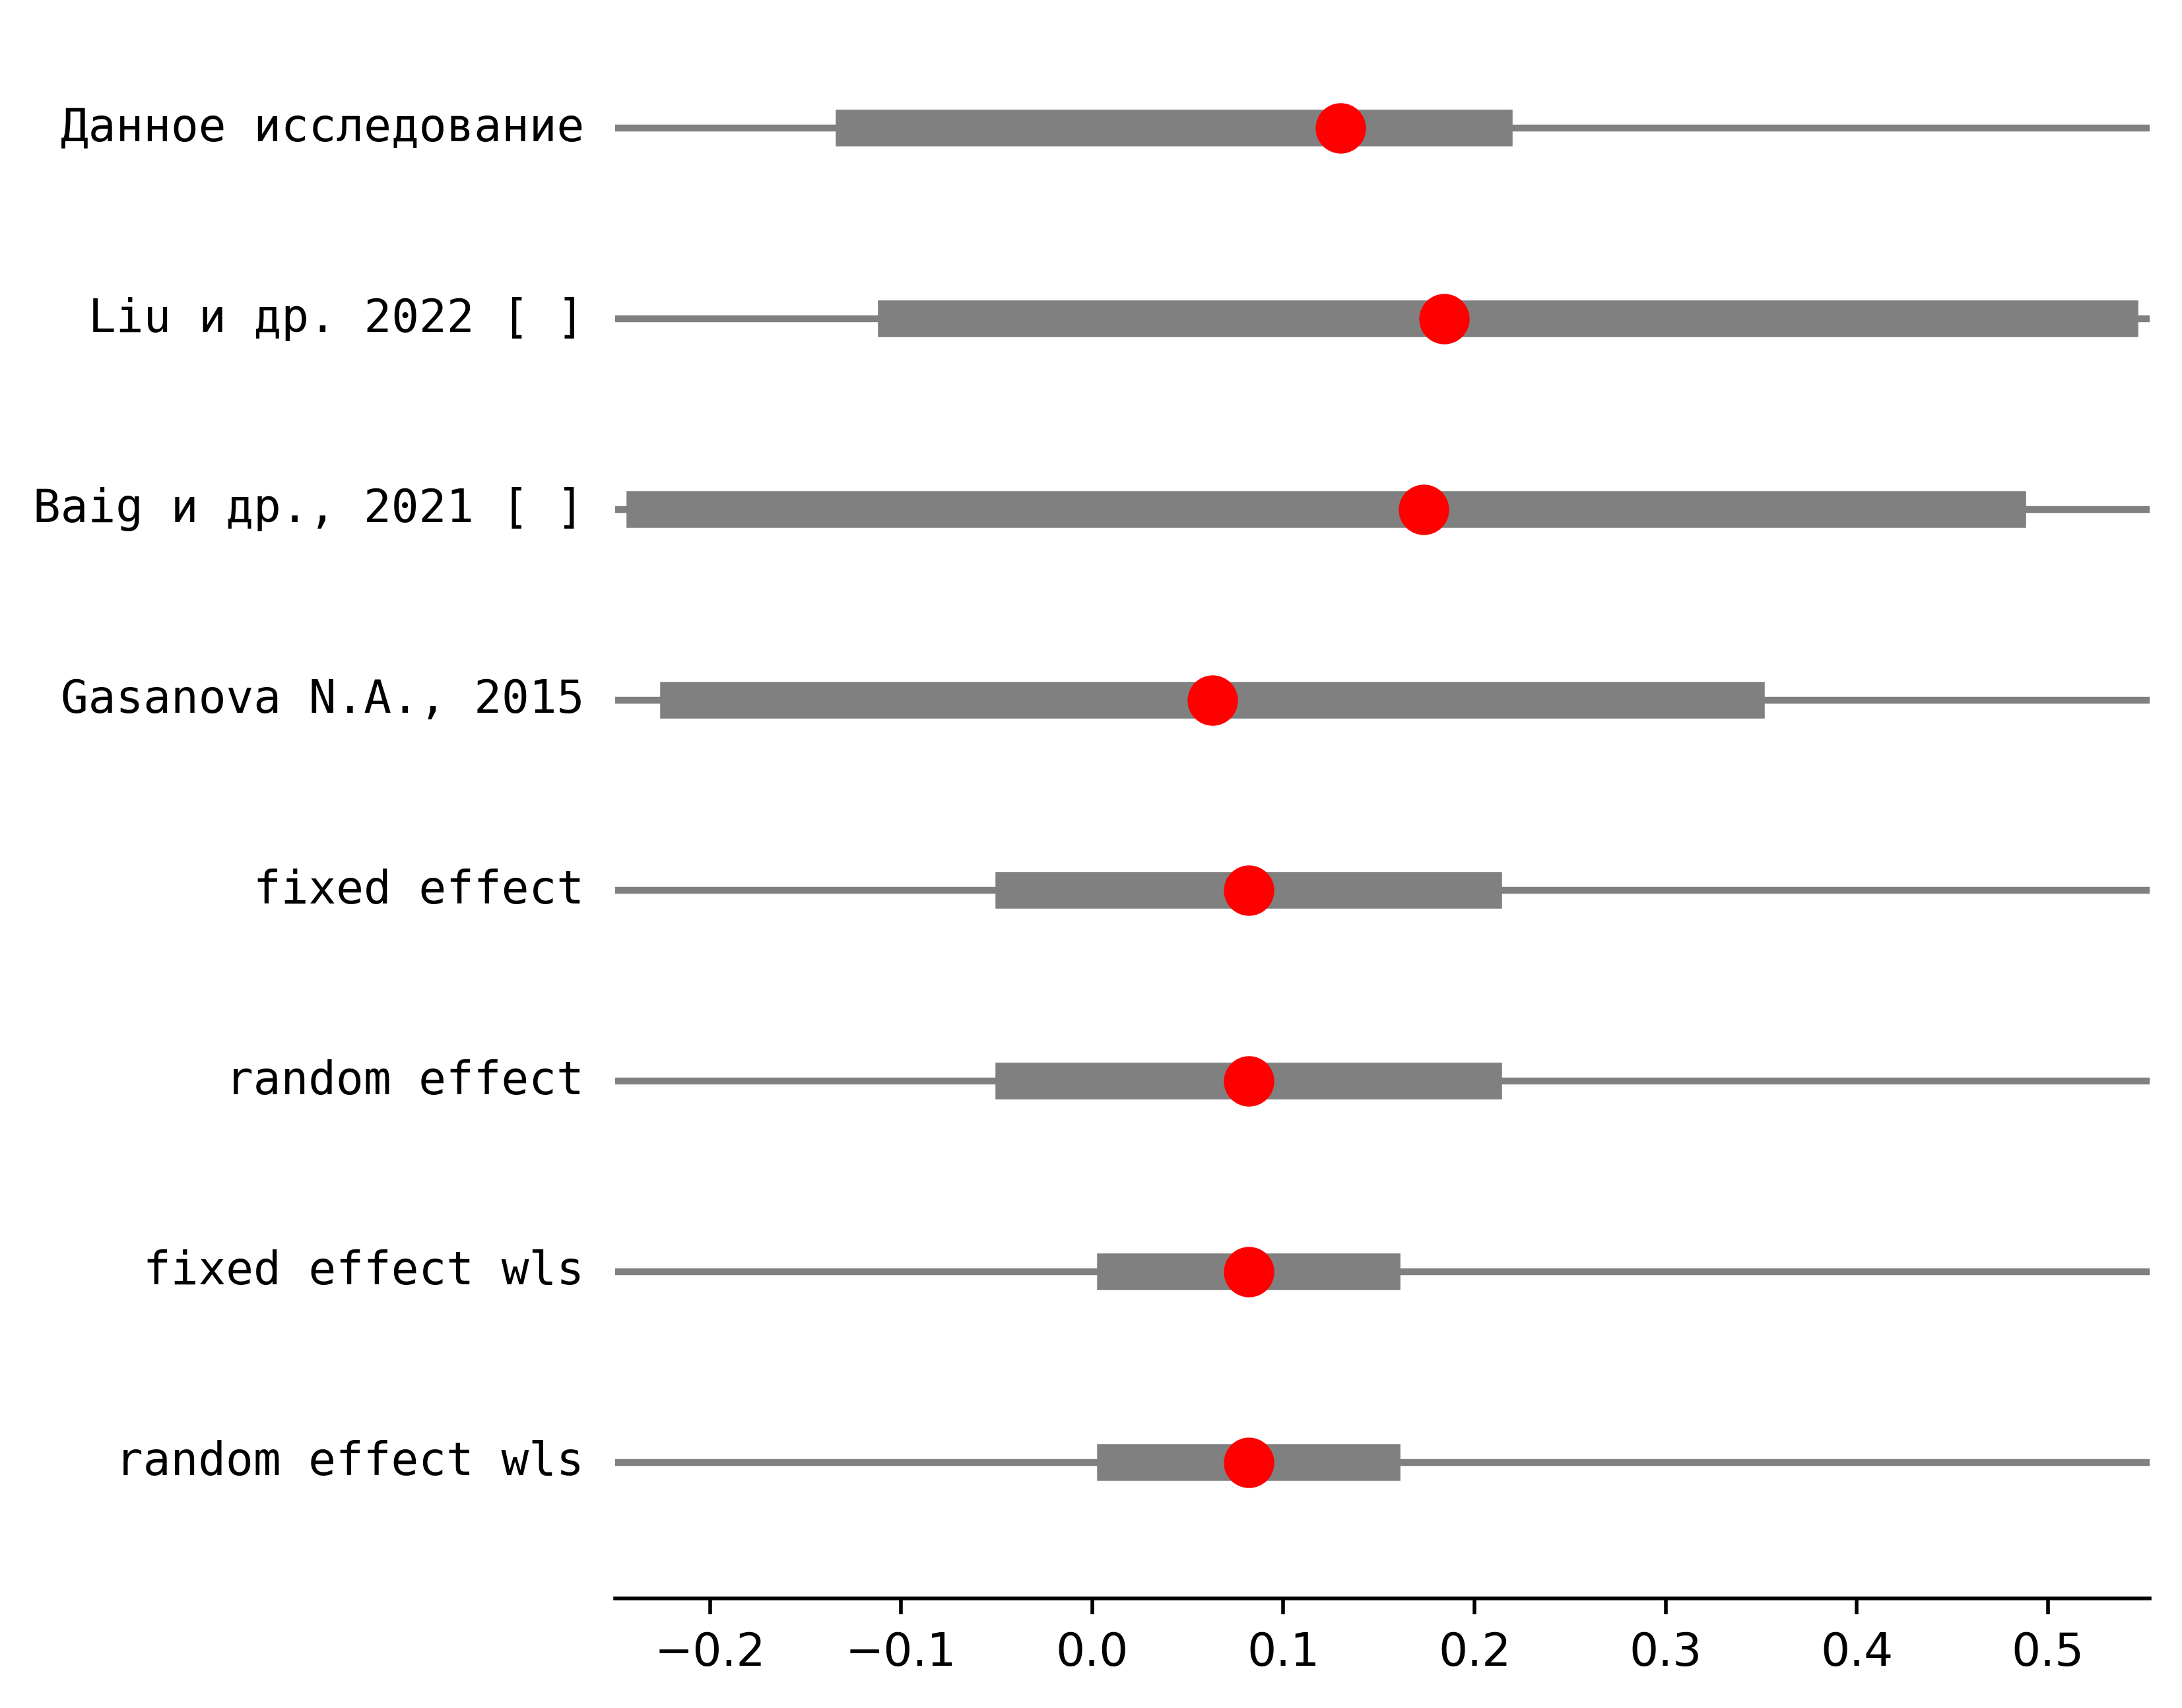 Данное исследование
Liu и др. 2022 [ ]
Baig и др., 2021 [ ]
Gasanova N.A., 2015
fixed effect
random effect
fixed effect wls
random effect wls
−0.2 −0.1 0.0 0.1 0.2 0.3 0.4 0.5